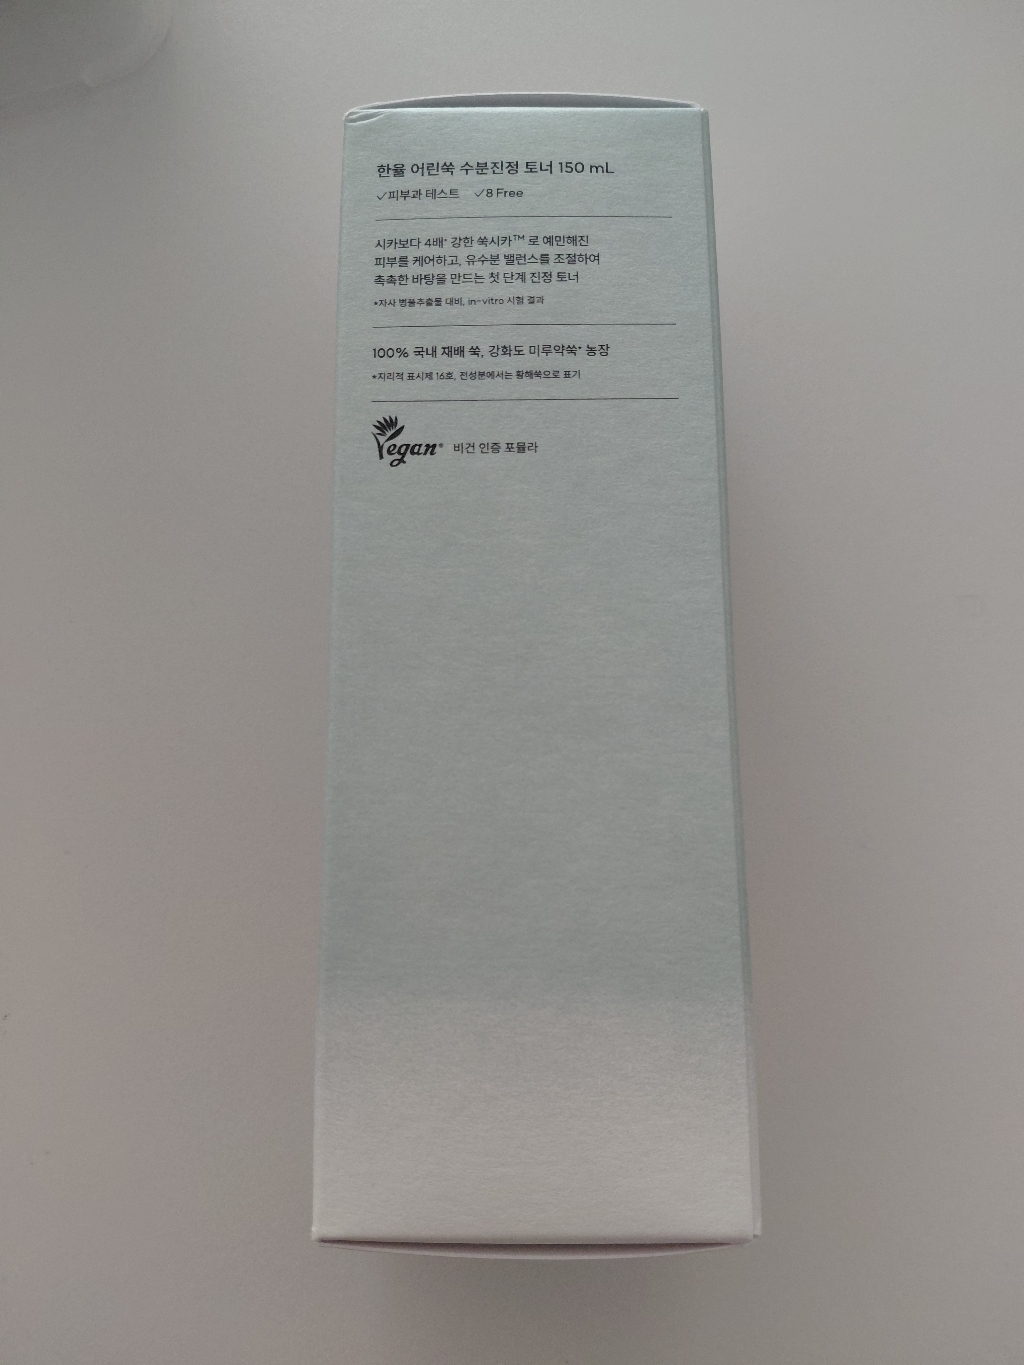 한율 어린쑥 수분진정 토너 150 mL
✓피부과 테스트 ✓8 Free
시카보다 4배* 강한 쑥시카™ 로 예민해진
피부를 케어하고, 유수분 밸런스를 조절하여
촉촉한 바탕을 만드는 첫 단계 진정 토너
*자사 병풀추출물 대비, in-vitro 시험 결과
100% 국내 재배 쑥, 강화도 미루약쑥* 농장
*지리적 표시제 16호, 전성분에서는 황해쑥으로 표기
Vegan® 비건 인증 포뮬라